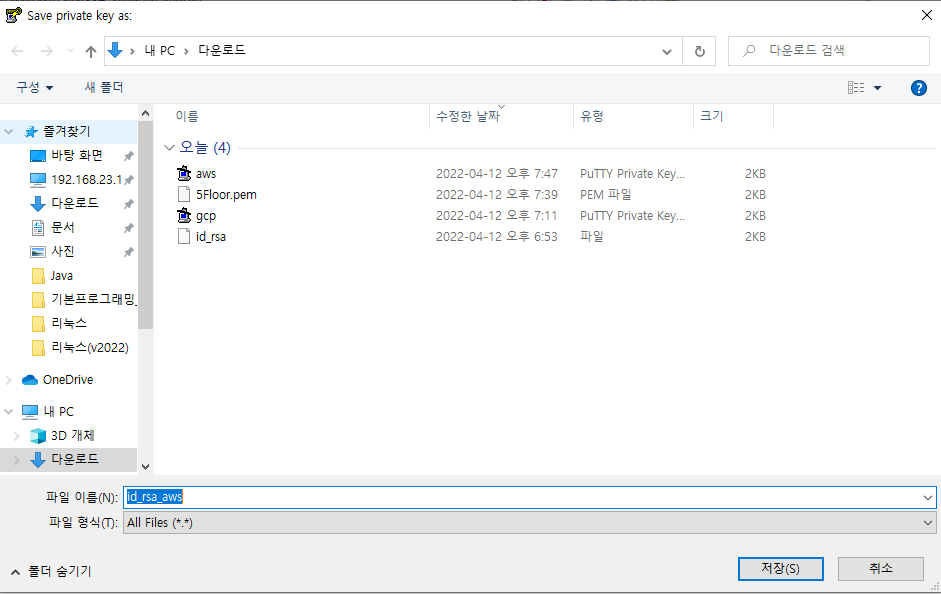 Save private key as:
내 PC > 다운로드
다운로드 검색
구성 새 폴더
이름 수정한 날짜 유형 크기
즐겨찾기
바탕 화면
192.168.23.1
다운로드
문서
사진
Java
기본프로그래밍_
리눅스
리눅스(v2022)
OneDrive
내 PC
3D 개체
다운로드
오늘 (4)
aws 2022-04-12 오후 7:47 PuTTY Private Key... 2KB
5Floor.pem 2022-04-12 오후 7:39 PEM 파일 2KB
gcp 2022-04-12 오후 7:11 PuTTY Private Key... 2KB
id_rsa 2022-04-12 오후 6:53 파일 2KB
파일 이름(N): id_rsa_aws
파일 형식(T): All Files (*.*)
폴더 숨기기 저장(S) 취소